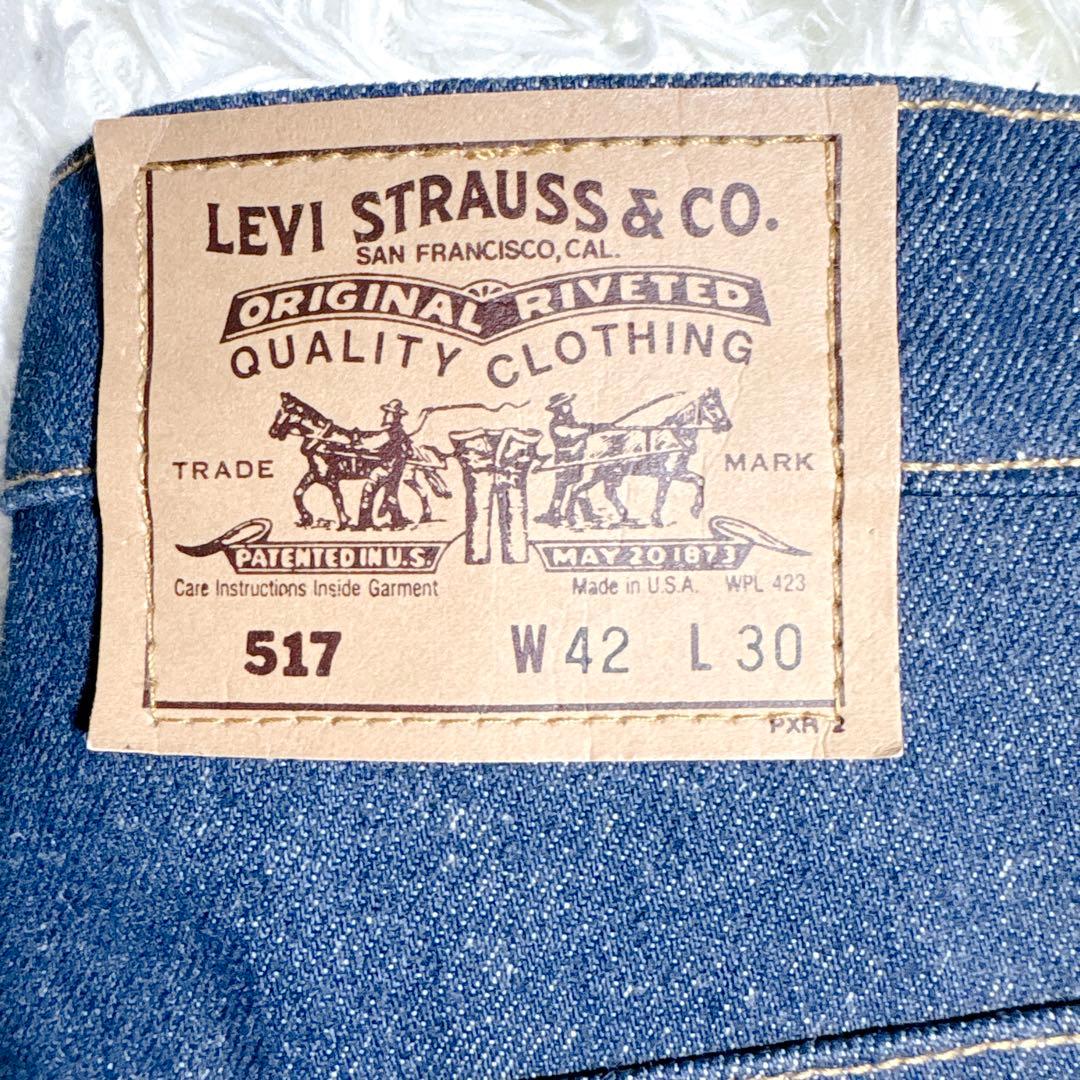 LEVI STRAUSS & CO.
SAN FRANCISCO, CAL.
ORIGINAL RIVETED
QUALITY CLOTHING
TRADE MARK
PATENTED IN U.S. MAY 20 1873
Care Instructions Inside Garment Made in U.S.A. WPL 423
517 W 42 L 30
PXR 2